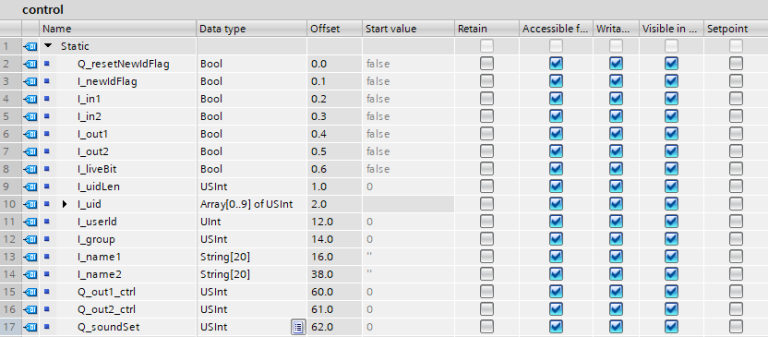 control
Name Data type Offset Start value Retain Accessible f... Writa... Visible in ... Setpoint
1 Static
2 Q_resetNewIdFlag Bool 0.0 false
3 I_newIdFlag Bool 0.1 false
4 I_in1 Bool 0.2 false
5 I_in2 Bool 0.3 false
6 I_out1 Bool 0.4 false
7 I_out2 Bool 0.5 false
8 I_liveBit Bool 0.6 false
9 I_uidLen USInt 1.0 0
10 I_uid Array[0..9] of USInt 2.0
11 I_userId UInt 12.0 0
12 I_group USInt 14.0 0
13 I_name1 String[20] 16.0 ''
14 I_name2 String[20] 38.0 ''
15 Q_out1_ctrl USInt 60.0 0
16 Q_out2_ctrl USInt 61.0 0
17 Q_soundSet USInt 62.0 0